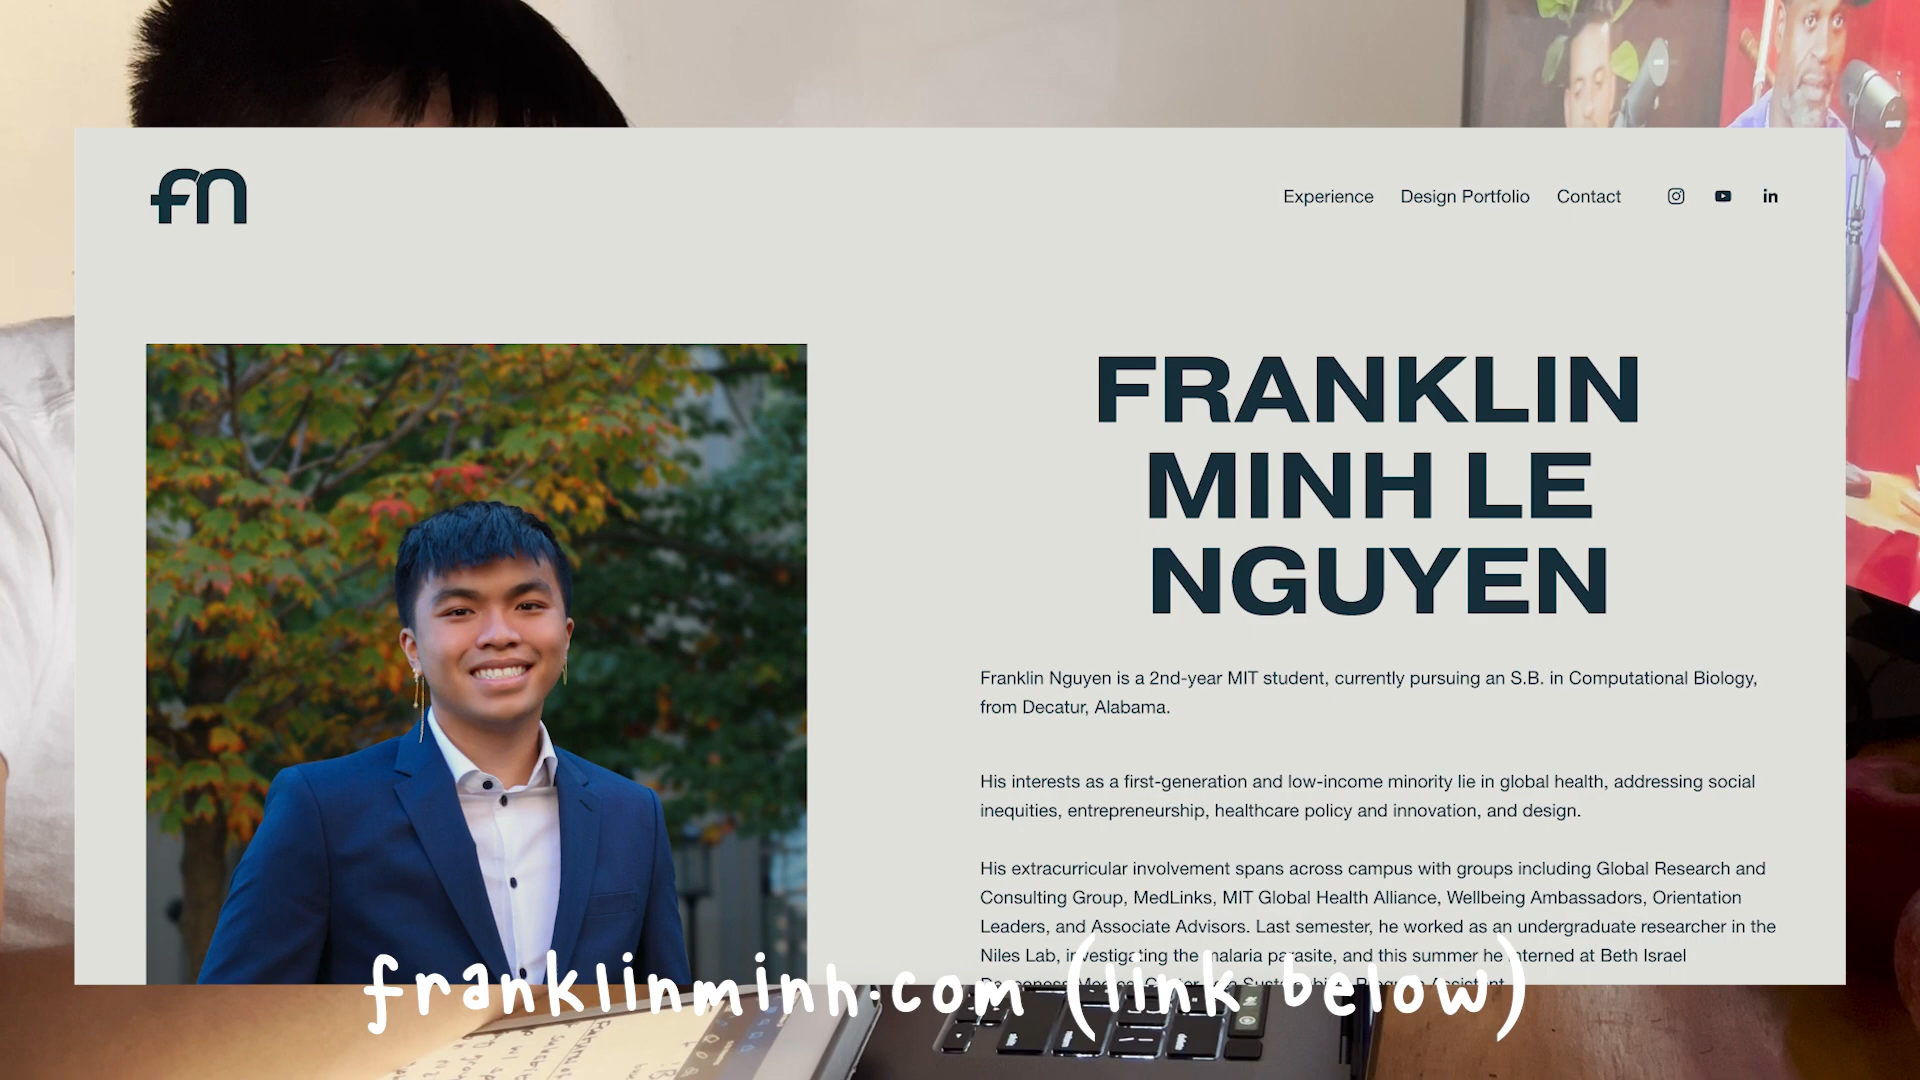 fn
Experience Design Portfolio Contact in
FRANKLIN
MINH LE
NGUYEN
Franklin Nguyen is a 2nd-year MIT student, currently pursuing an S.B. in Computational Biology,
from Decatur, Alabama.
His interests as a first-generation and low-income minority lie in global health, addressing social
inequities, entrepreneurship, healthcare policy and innovation, and design.
His extracurricular involvement spans across campus with groups including Global Research and
Consulting Group, MedLinks, MIT Global Health Alliance, Wellbeing Ambassadors, Orientation
Leaders, and Associate Advisors. Last semester, he worked as an undergraduate researcher in the
Niles Lab, investigating the malaria parasite, and this summer he interned at Beth Israel
franklinminh.com (link below)